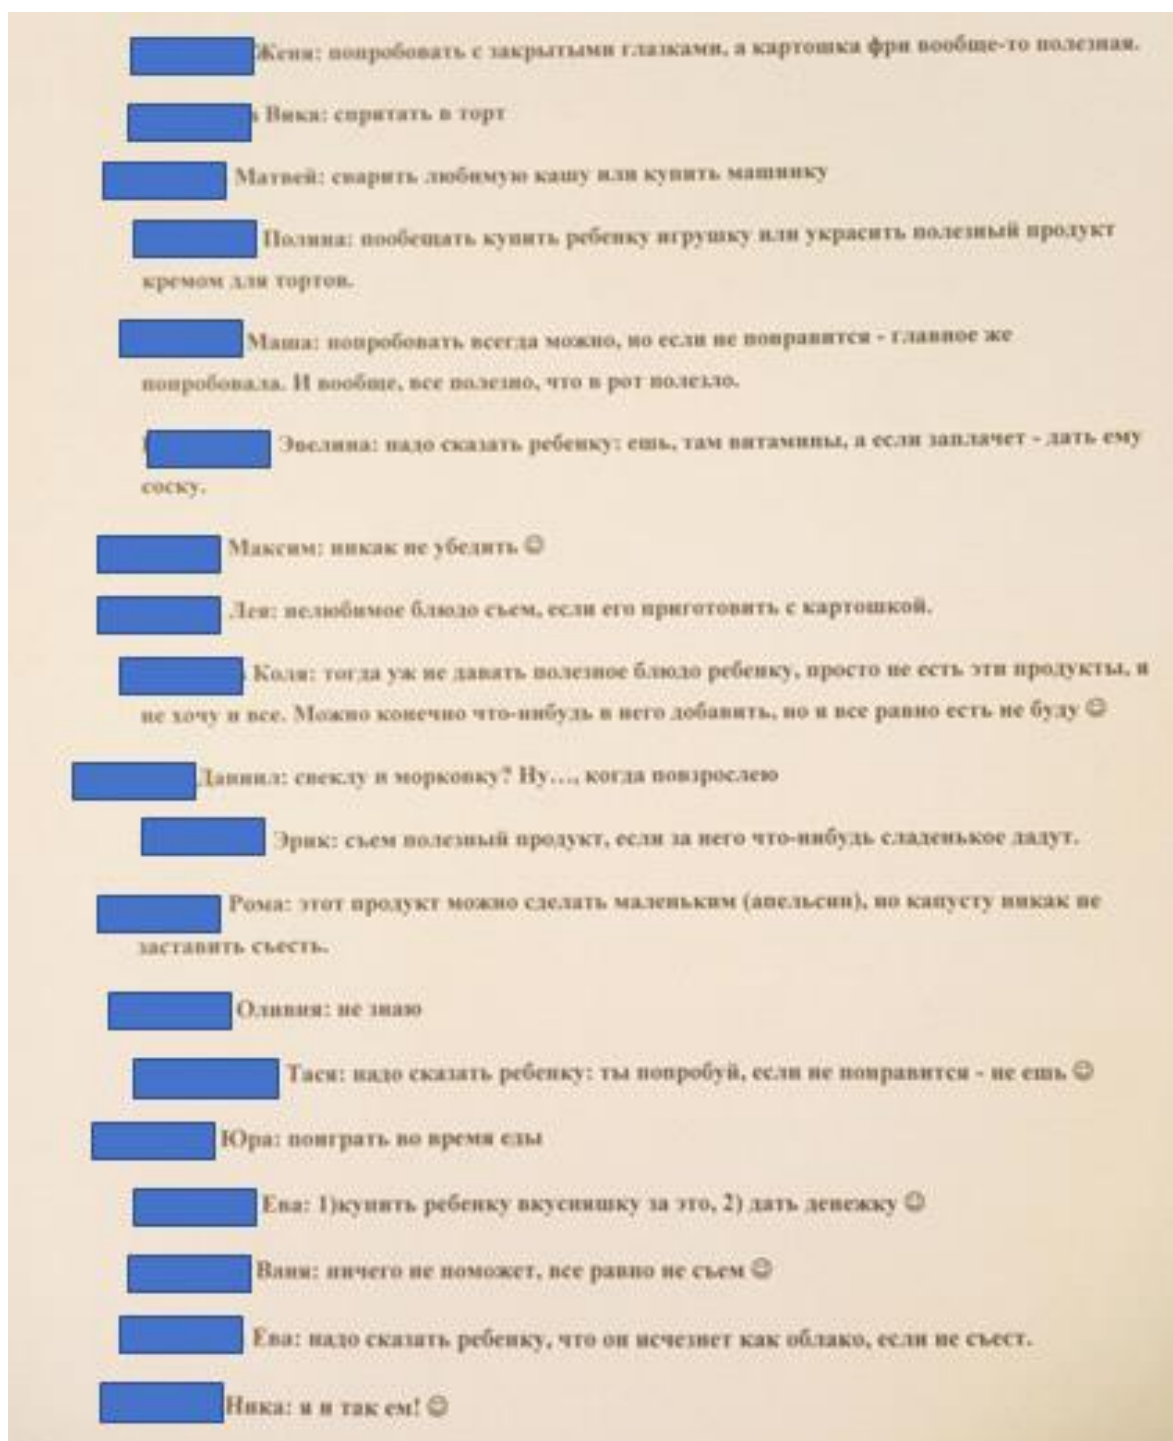 Женя: попробовать с закрытыми глазками, а картошка фри вообще-то полезная.
Вика: спрятать в торт
Матвей: сварить любимую кашу или купить машинку
Полина: пообещать купить ребенку игрушку или украсить полезный продукт
кремом для тортов.
Маша: попробовать всегда можно, но если не понравится - главное же
попробовала. И вообще, все полезно, что в рот полезло.
Эвелина: надо сказать ребенку: ешь, там витамины, а если заплачет - дать ему
соску.
Максим: никак не убедить ☺
Лея: нелюбимое блюдо съем, если его приготовить с картошкой.
Коля: тогда уж не давать полезное блюдо ребенку, просто не есть эти продукты, я
не хочу и все. Можно конечно что-нибудь в него добавить, но я все равно есть не буду ☺
Даниил: свеклу и морковку? Ну…, когда повзрослею
Эрик: съем полезный продукт, если за него что-нибудь сладенькое дадут.
Рома: этот продукт можно сделать маленьким (апельсин), но капусту никак не
заставить съесть.
Оливия: не знаю
Тася: надо сказать ребенку: ты попробуй, если не понравится - не ешь ☺
Юра: поиграть во время еды
Ева: 1)купить ребенку вкусняшку за это, 2) дать денежку ☺
Ваня: ничего не поможет, все равно не съем ☺
Ева: надо сказать ребенку, что он исчезнет как облако, если не съест.
Ника: я и так ем! ☺